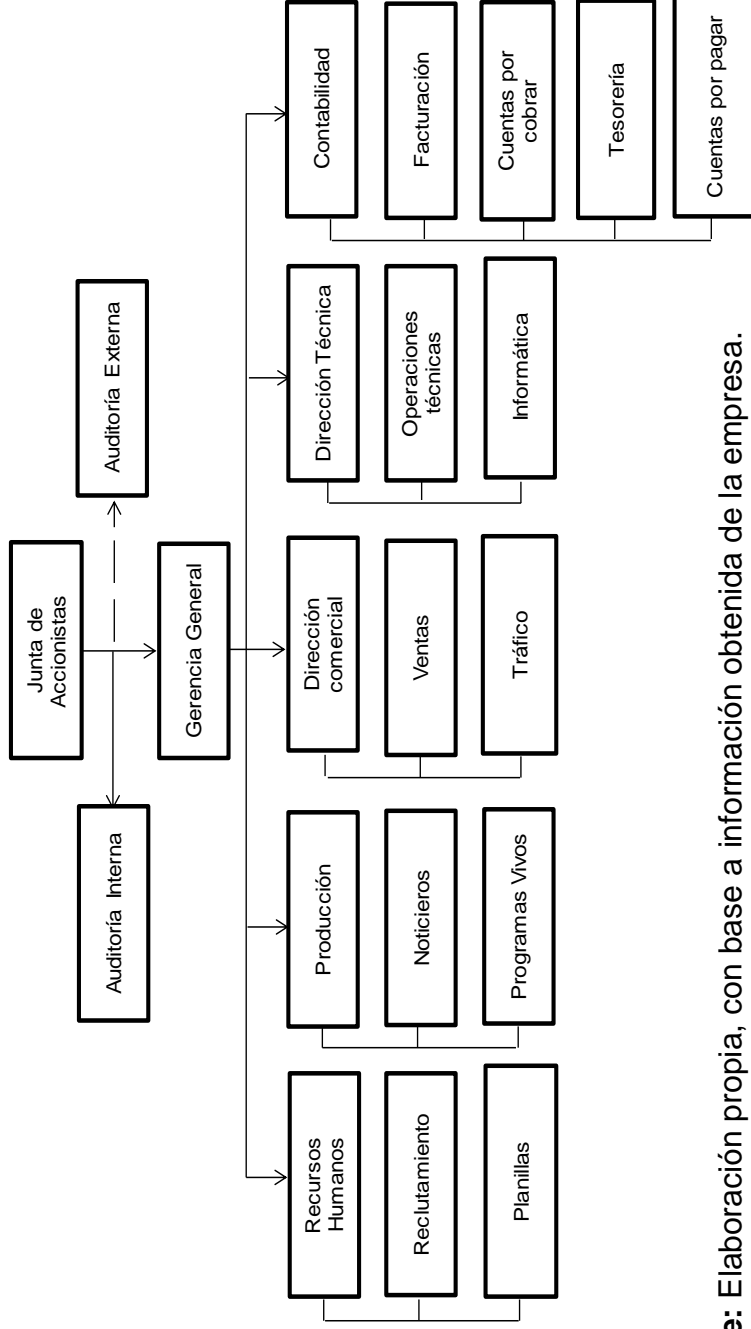 Junta de
Accionistas
Auditoría Interna
Auditoría Externa
Gerencia General
Recursos
Humanos
Reclutamiento
Planillas
Producción
Noticieros
Programas Vivos
Dirección
comercial
Ventas
Tráfico
Dirección Técnica
Operaciones
técnicas
Informática
Contabilidad
Facturación
Cuentas por
cobrar
Tesorería
Cuentas por pagar
e: Elaboración propia, con base a información obtenida de la empresa.